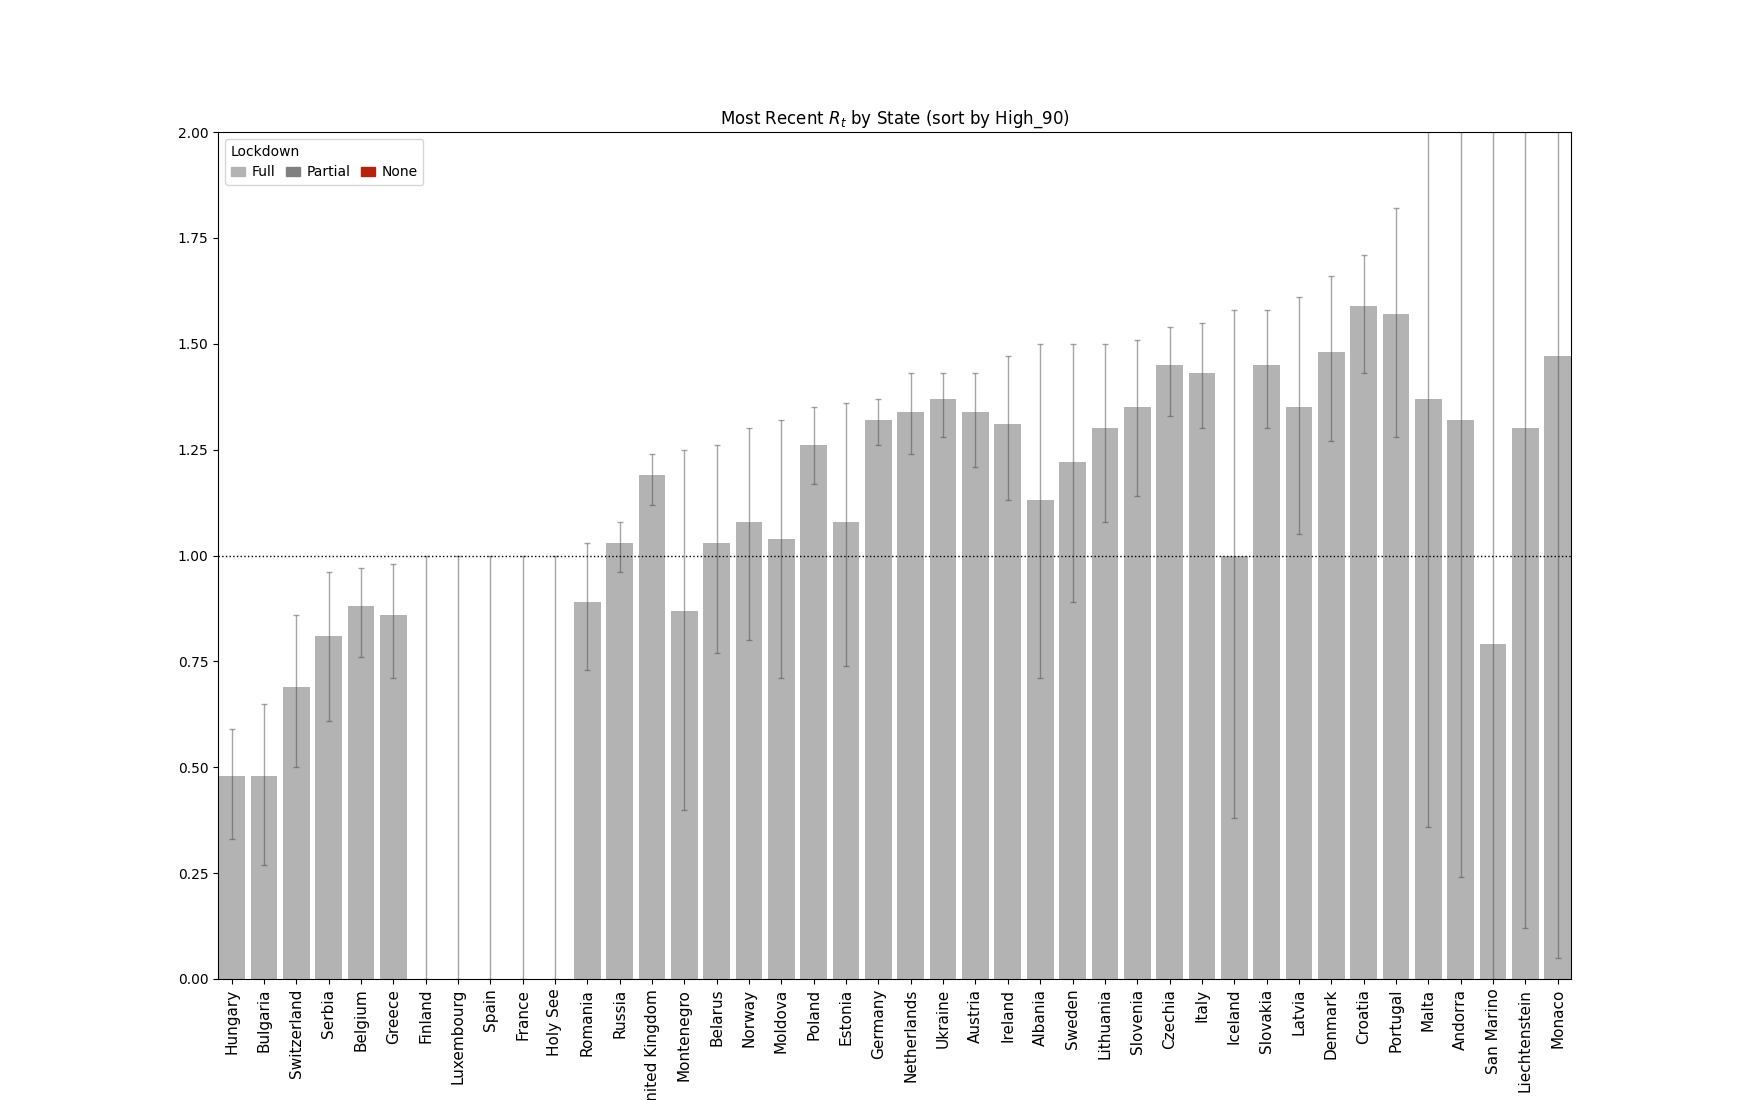 Most Recent Rt by State (sort by High_90)
Lockdown
Full Partial None
2.00
1.75
1.50
1.25
1.00
0.75
0.50
0.25
0.00
Hungary
Bulgaria
Switzerland
Serbia
Belgium
Greece
Finland
Luxembourg
Spain
France
Holy See
Romania
Russia
nited Kingdom
Montenegro
Belarus
Norway
Moldova
Poland
Estonia
Germany
Netherlands
Ukraine
Austria
Ireland
Albania
Sweden
Lithuania
Slovenia
Czechia
Italy
Iceland
Slovakia
Latvia
Denmark
Croatia
Portugal
Malta
Andorra
San Marino
Liechtenstein
Monaco